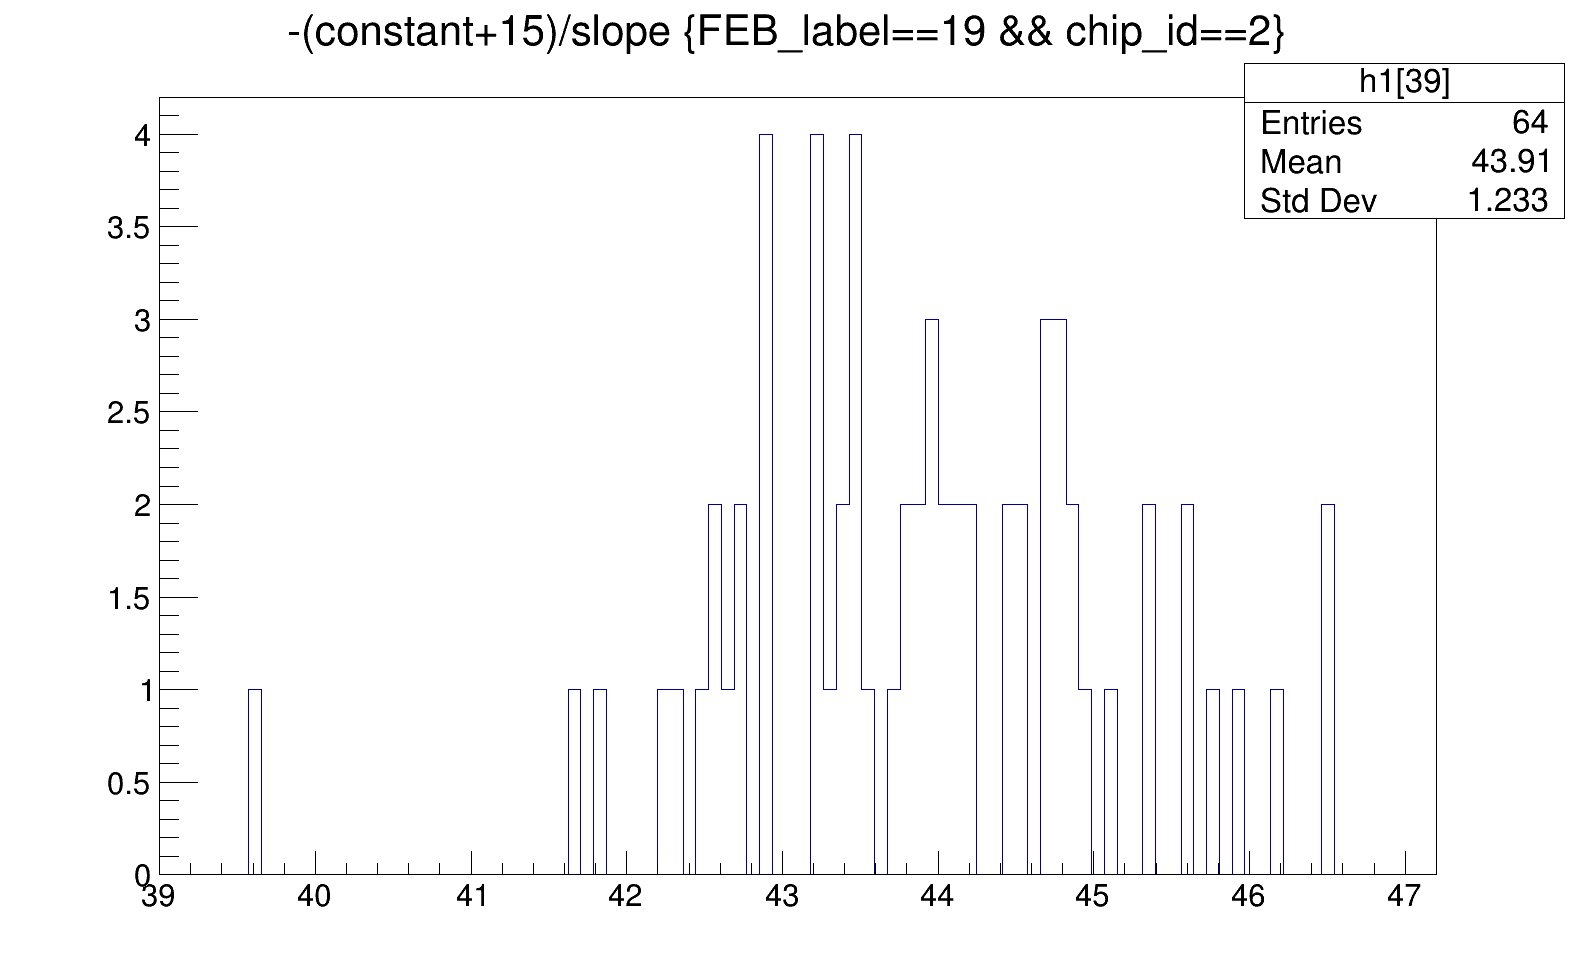 -(constant+15)/slope {FEB_label==19 && chip_id==2}
h1[39]
Entries 64
Mean 43.91
Std Dev 1.233
4
3.5
3
2.5
2
1.5
1
0.5
0
39 40 41 42 43 44 45 46 47